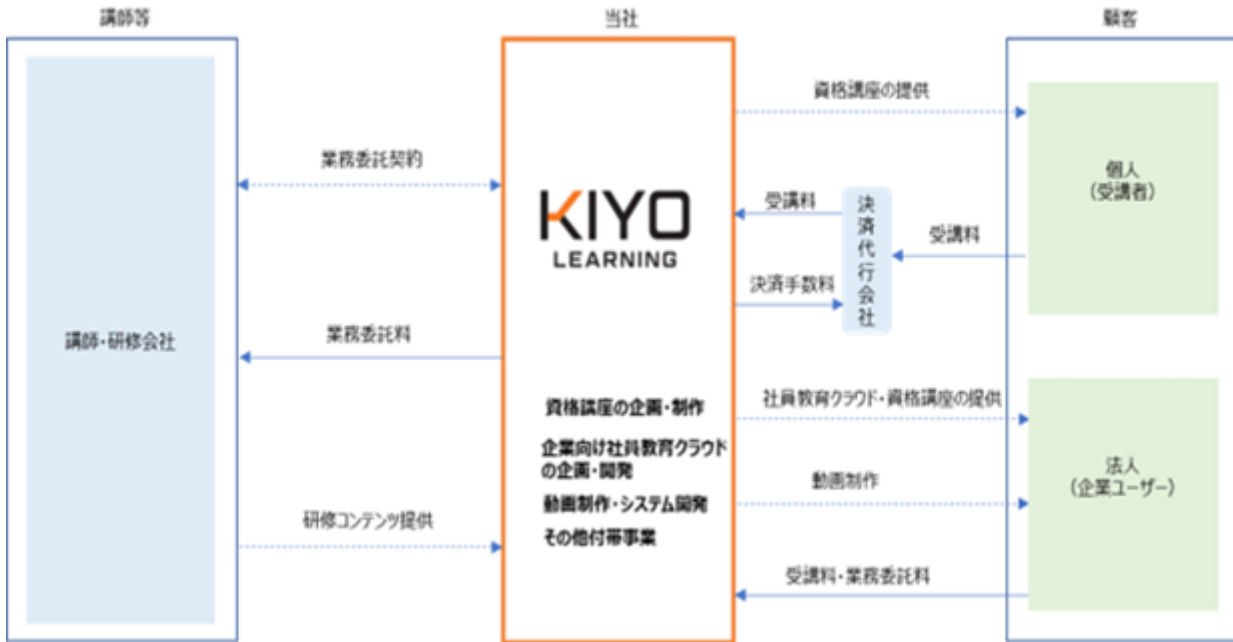 講師等
当社
顧客
講師・研修会社
業務委託契約
業務委託料
研修コンテンツ提供
KIYO
LEARNING
資格講座の企画・制作
企業向け社員教育クラウド
の企画・開発
動画制作・システム開発
その他付帯事業
資格講座の提供
受講料
決済手数料
決済代行会社
受講料
社員教育クラウド・資格講座の提供
動画制作
受講料・業務委託料
個人
(受講者)
法人
(企業ユーザー)